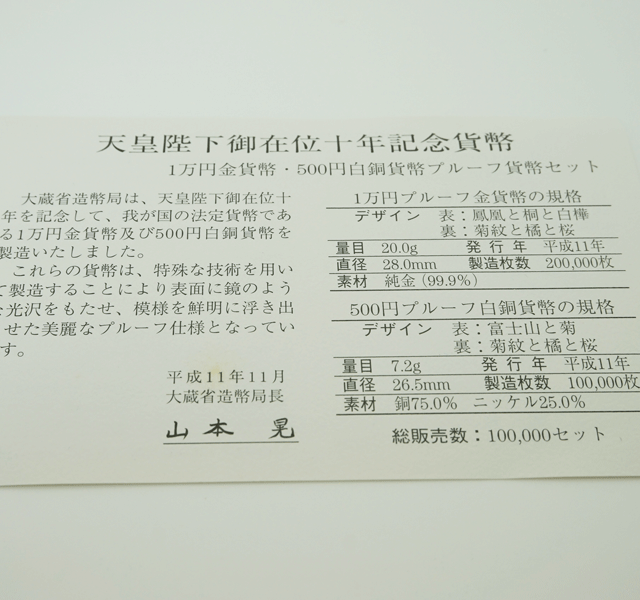 天皇陛下御在位十年記念貨幣
1万円金貨幣・500円白銅貨幣プルーフ貨幣セット
大蔵省造幣局は、天皇陛下御在位十
年を記念して、我が国の法定貨幣であ
る1万円金貨幣及び500円白銅貨幣を
製造いたしました。
これらの貨幣は、特殊な技術を用い
て製造することにより表面に鏡のよう
な光沢をもたせ、模様を鮮明に浮き出
させた美麗なプルーフ仕様となってい
ます。
平成11年11月
大蔵省造幣局長
山本 晃
1万円プルーフ金貨幣の規格
デザイン 表：鳳凰と桐と白樺
裏：菊紋と橘と桜
量目 20.0g 発行年 平成11年
直径 28.0mm 製造枚数 200,000枚
素材 純金(99.9%)
500円プルーフ白銅貨幣の規格
デザイン 表：富士山と菊
裏：菊紋と橘と桜
量目 7.2g 発行年 平成11年
直径 26.5mm 製造枚数 100,000枚
素材 銅75.0% ニッケル25.0%
総販売数：100,000セット